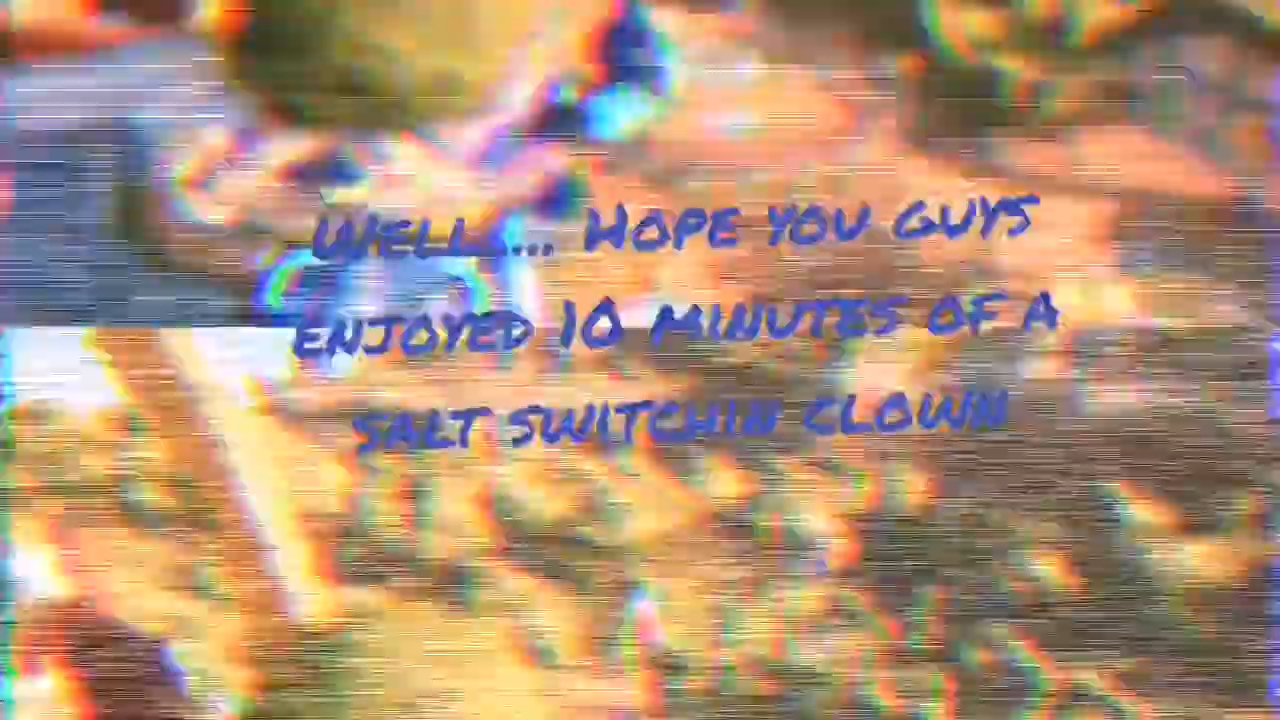 WELL.... HOPE YOU GUYS
ENJOYED 10 MINUTES OF A
SALT SWITCHIN CLOWN